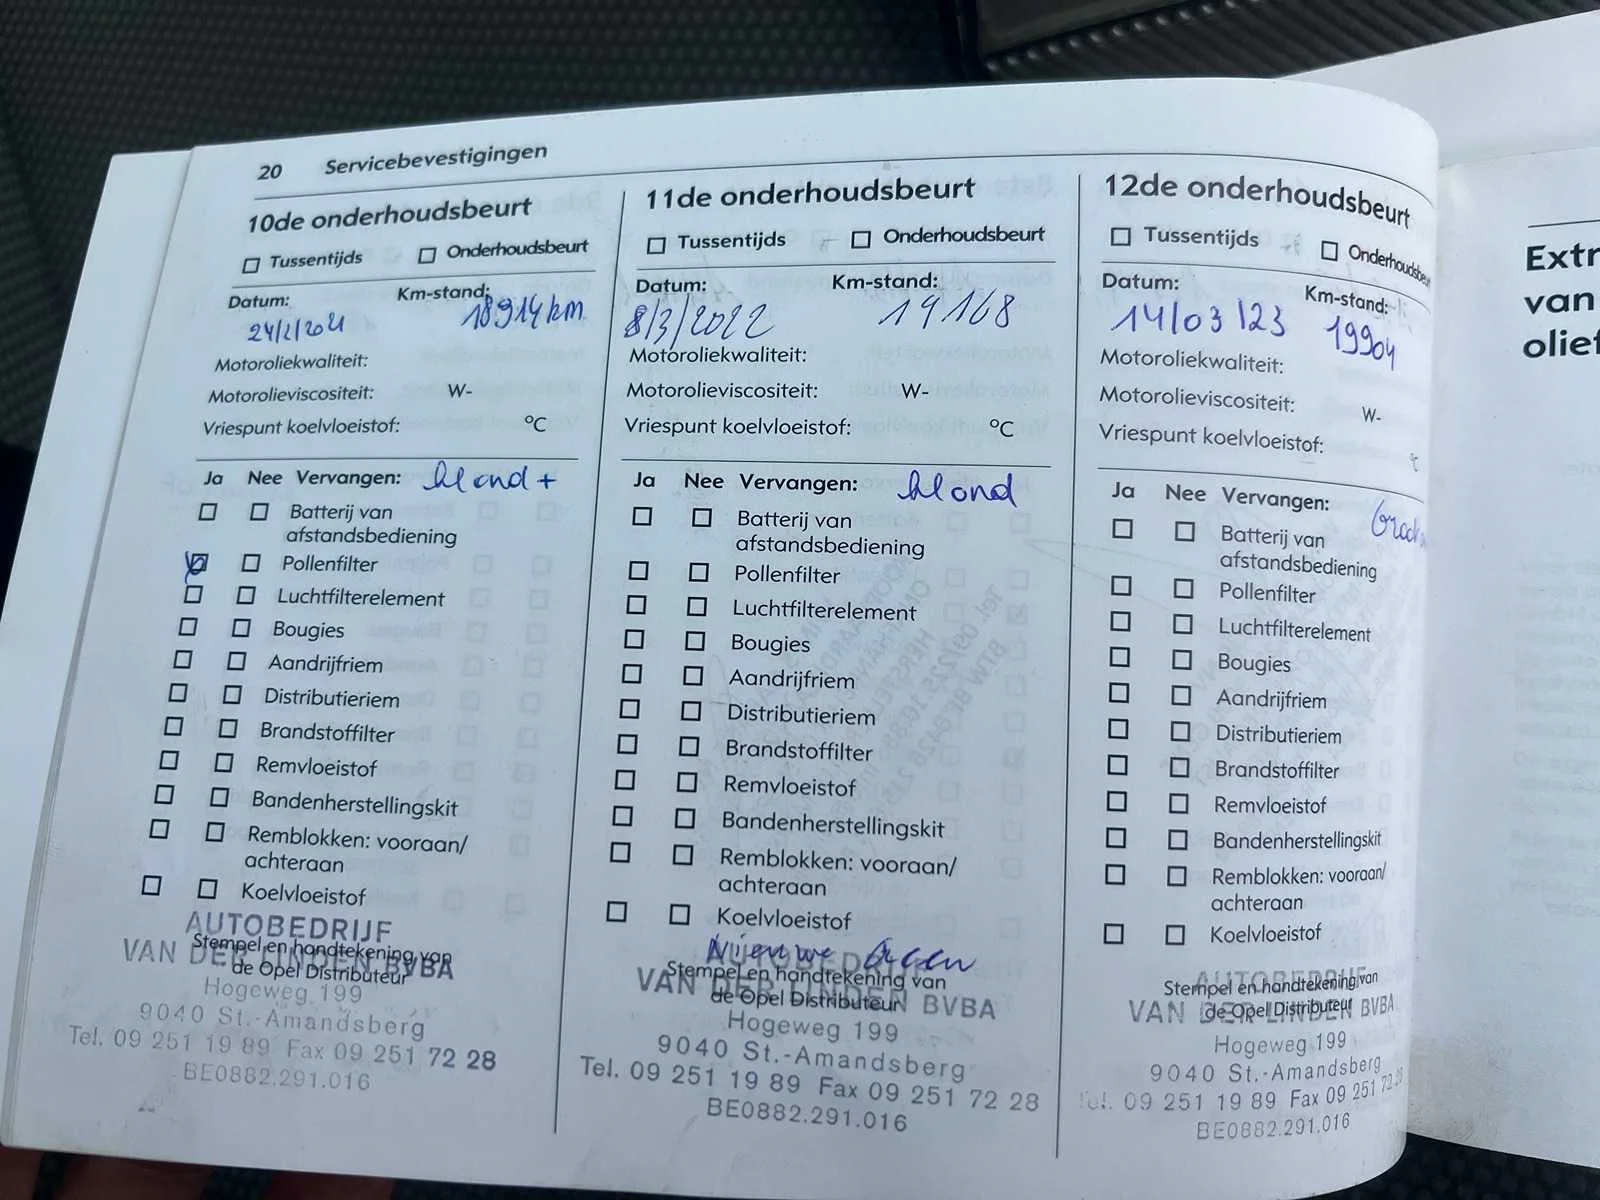 20 Servicebevestigingen
10de onderhoudsbeurt
Tussentijds Onderhoudsbeurt
Datum: Km-stand:
24/2/2021 18914km
Motoroliekwaliteit:
Motorolieviscositeit: W-
Vriespunt koelvloeistof: °C
Ja Nee Vervangen:
Batterij van
afstandsbediening
Pollenfilter
Luchtfilterelement
Bougies
Aandrijfriem
Distributieriem
Brandstoffilter
Remvloeistof
Bandenherstellingskit
Remblokken: vooraan/
achteraan
Koelvloeistof
AUTOBEDRIJF
Stempel en handtekening van
VAN DER LINDEN BVBA
de Opel Distributeur
Hogeweg 199
9040 St.-Amandsberg
Tel. 09 251 19 89 Fax 09 251 72 28
BE0882.291.016
11de onderhoudsbeurt
Tussentijds Onderhoudsbeurt
Datum: Km-stand:
8/3/2022 19168
Motoroliekwaliteit:
Motorolieviscositeit: W-
Vriespunt koelvloeistof: °C
Ja Nee Vervangen:
Batterij van
afstandsbediening
Pollenfilter
Luchtfilterelement
Bougies
Aandrijfriem
Distributieriem
Brandstoffilter
Remvloeistof
Bandenherstellingskit
Remblokken: vooraan/
achteraan
Koelvloeistof
Nieuwe
AUTOBEDRIJF
Stempel en handtekening van
VAN DER LINDEN BVBA
de Opel Distributeur
Hogeweg 199
9040 St.-Amandsberg
Tel. 09 251 19 89 Fax 09 251 72 28
BE0882.291.016
12de onderhoudsbeurt
Tussentijds Onderhoudsbeurt
Datum: Km-stand:
14/03/23 19904
Motoroliekwaliteit:
Motorolieviscositeit: W-
Vriespunt koelvloeistof: °C
Ja Nee Vervangen:
Batterij van
afstandsbediening
Pollenfilter
Luchtfilterelement
Bougies
Aandrijfriem
Distributieriem
Brandstoffilter
Remvloeistof
Bandenherstellingskit
Remblokken: vooraan/
achteraan
Koelvloeistof
AUTOBEDRIJF
Stempel en handtekening van
VAN DER LINDEN BVBA
de Opel Distributeur
Hogeweg 199
9040 St.-Amandsberg
Tel. 09 251 19 89 Fax 09 251 72 28
BE0882.291.016
Extr
van
olief